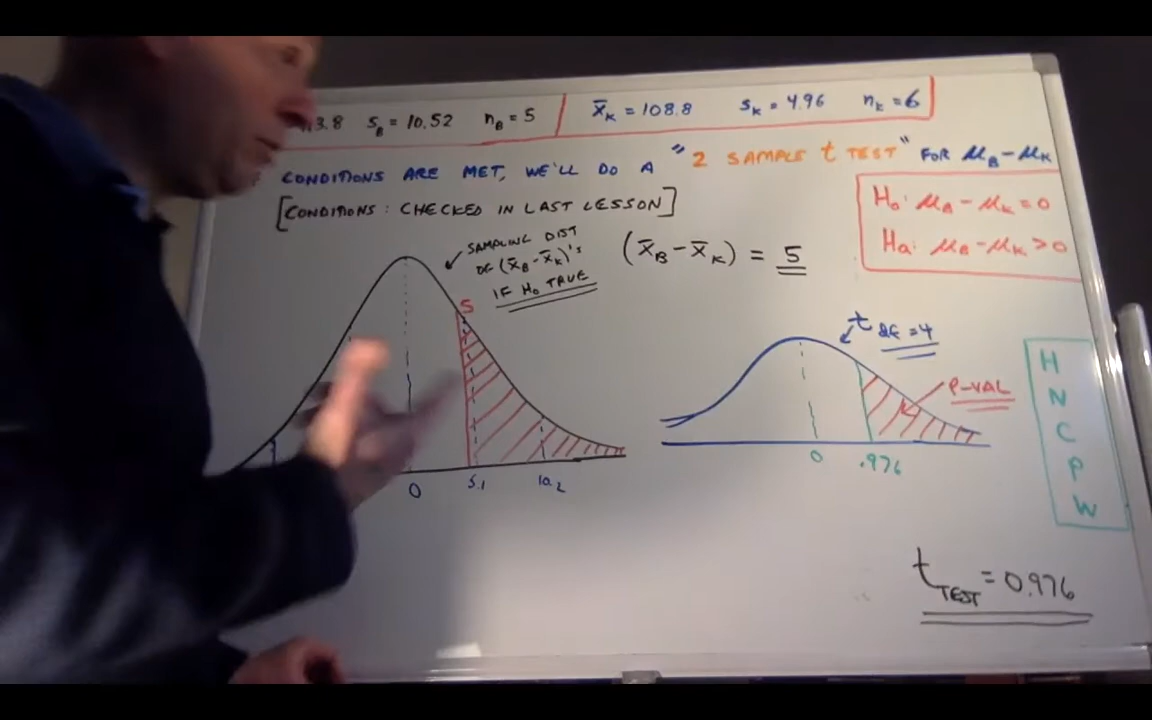 3.8 S_B = 10.52 n_B = 5 x̄_K = 108.8 S_K = 4.96 n_K = 6
CONDITIONS ARE MET, WE'LL DO A "2 SAMPLE t TEST" FOR μ_B - μ_K
[CONDITIONS: CHECKED IN LAST LESSON]
H_0: μ_B - μ_K = 0
H_a: μ_B - μ_K > 0
SAMPLING DIST
OF (x̄_B - x̄_K)'s
IF H_0 TRUE
(x̄_B - x̄_K) = 5
5
0 5.1 10.2
t df = 4
P-VAL
0 .976
H
N
C
P
W
t_TEST = 0.976